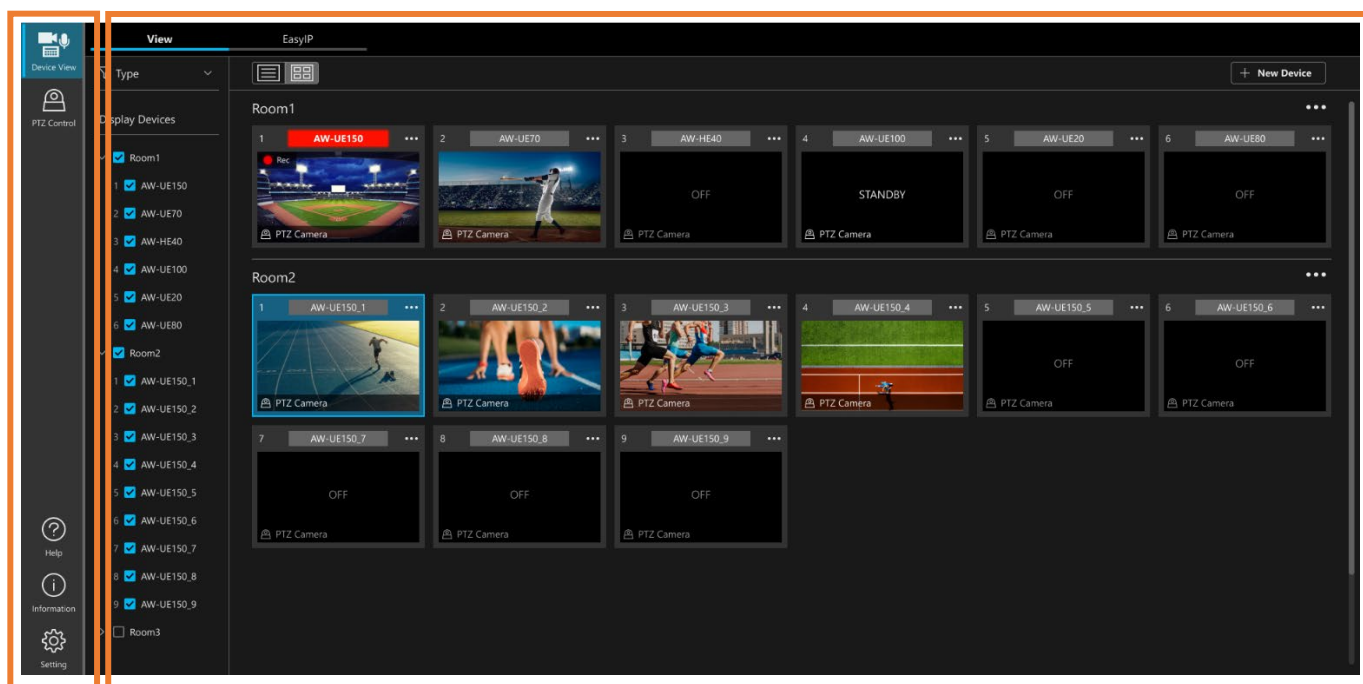 Device View
PTZ Control
Help
Information
Setting
View
EasyIP
Type
Display Devices
Room1
1 AW-UE150
2 AW-UE70
3 AW-HE40
4 AW-UE100
5 AW-UE20
6 AW-UE80
Room2
1 AW-UE150_1
2 AW-UE150_2
3 AW-UE150_3
4 AW-UE150_4
5 AW-UE150_5
6 AW-UE150_6
7 AW-UE150_7
8 AW-UE150_8
9 AW-UE150_9
Room3
+ New Device
Room1
1 AW-UE150
Rec
PTZ Camera
2 AW-UE70
PTZ Camera
3 AW-HE40
OFF
PTZ Camera
4 AW-UE100
STANDBY
PTZ Camera
5 AW-UE20
OFF
PTZ Camera
6 AW-UE80
OFF
PTZ Camera
Room2
1 AW-UE150_1
PTZ Camera
2 AW-UE150_2
PTZ Camera
3 AW-UE150_3
PTZ Camera
4 AW-UE150_4
PTZ Camera
5 AW-UE150_5
OFF
PTZ Camera
6 AW-UE150_6
OFF
PTZ Camera
7 AW-UE150_7
OFF
PTZ Camera
8 AW-UE150_8
OFF
PTZ Camera
9 AW-UE150_9
OFF
PTZ Camera